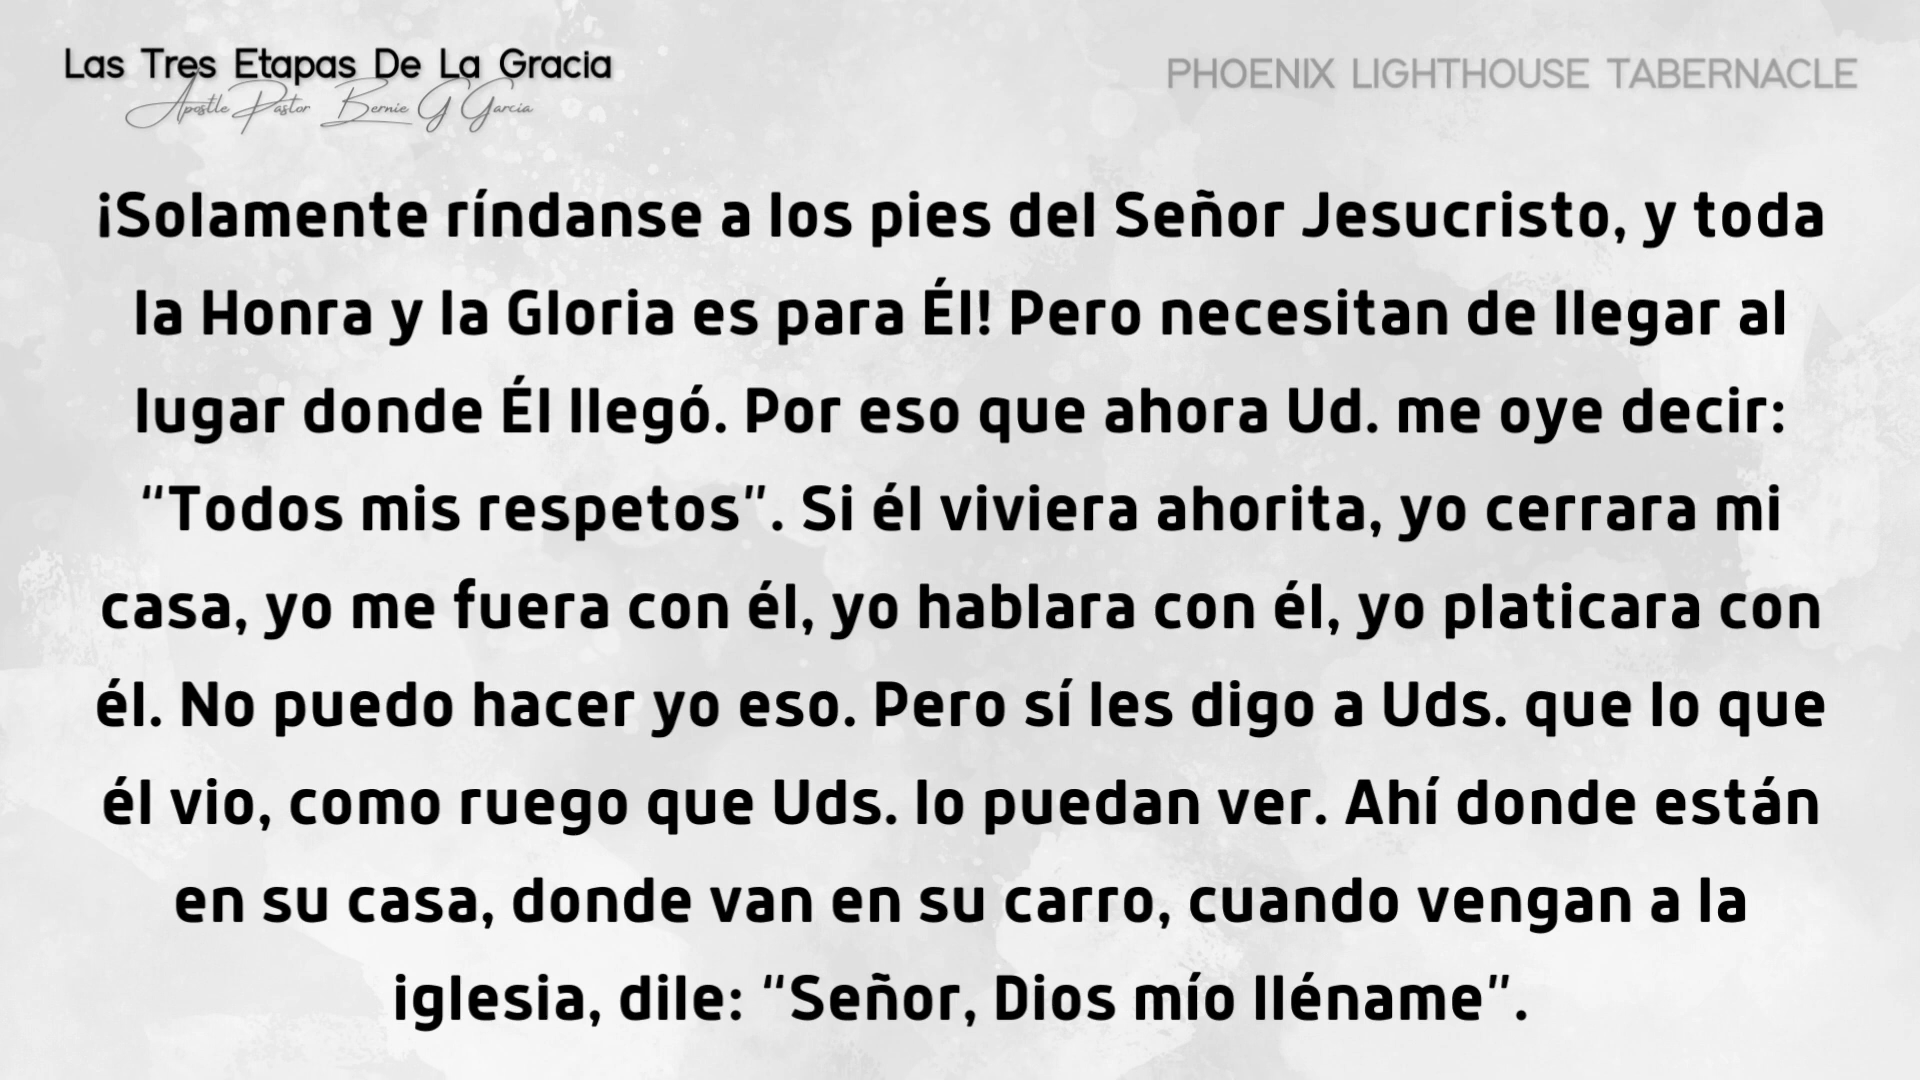 Las Tres Etapas De La Gracia
Apostle Pastor Bernie G Garcia
PHOENIX LIGHTHOUSE TABERNACLE
¡Solamente ríndanse a los pies del Señor Jesucristo, y toda
la Honra y la Gloria es para Él! Pero necesitan de llegar al
lugar donde Él llegó. Por eso que ahora Ud. me oye decir:
“Todos mis respetos”. Si él viviera ahorita, yo cerrara mi
casa, yo me fuera con él, yo hablara con él, yo platicara con
él. No puedo hacer yo eso. Pero sí les digo a Uds. que lo que
él vio, como ruego que Uds. lo puedan ver. Ahí donde están
en su casa, donde van en su carro, cuando vengan a la
iglesia, dile: “Señor, Dios mío lléname”.